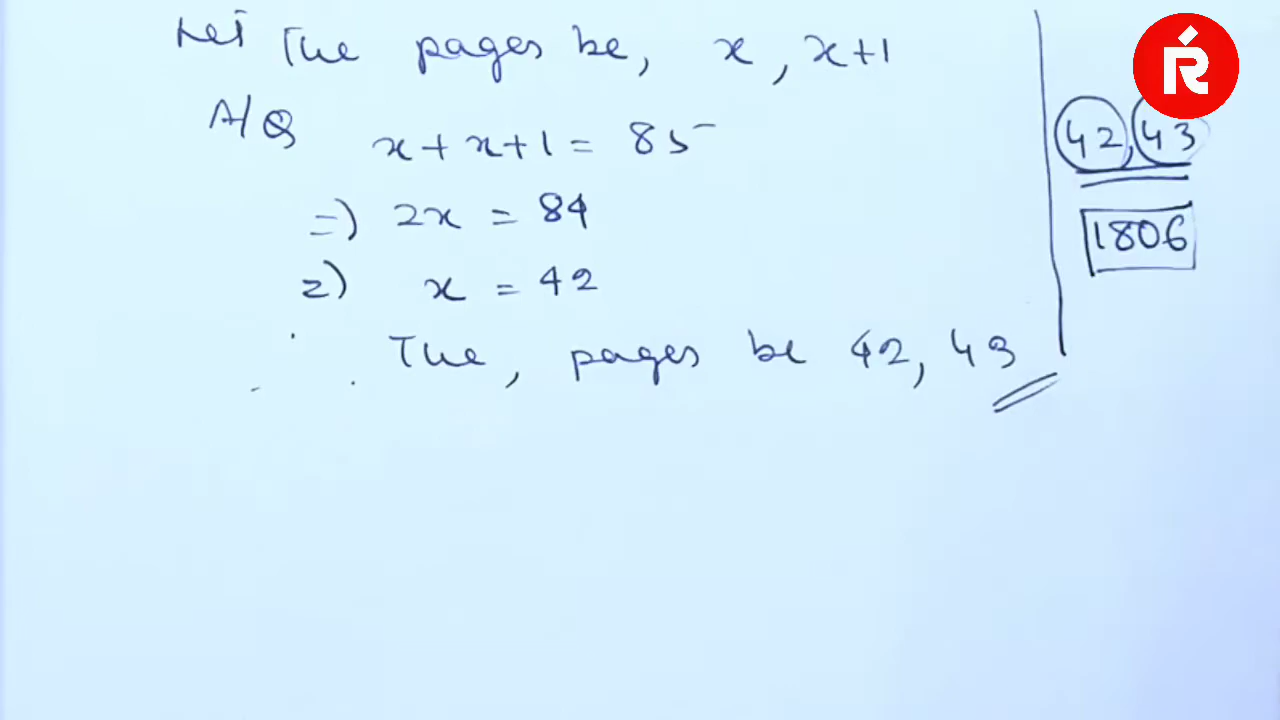 Let The pages be, x, x+1
A/Q x + x + 1 = 85
=) 2x = 84
=) x = 42
The, pages be 42, 43
42, 43
1806
R